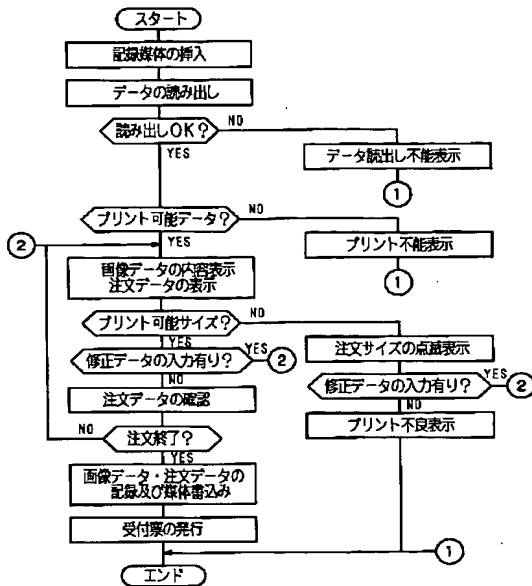 スタート
記録媒体の挿入
データの読み出し
読み出しOK?
NO
YES
データ読出し不能表示
1
プリント可能データ?
NO
YES
プリント不能表示
1
2
画像データの内容表示
注文データの表示
プリント可能サイズ?
NO
YES
注文サイズの点滅表示
修正データの入力有り?
YES
2
NO
修正データの入力有り?
YES
2
NO
注文データの確認
プリント不良表示
注文終了?
NO
YES
画像データ・注文データの
記録及び媒体書込み
受付票の発行
1
エンド